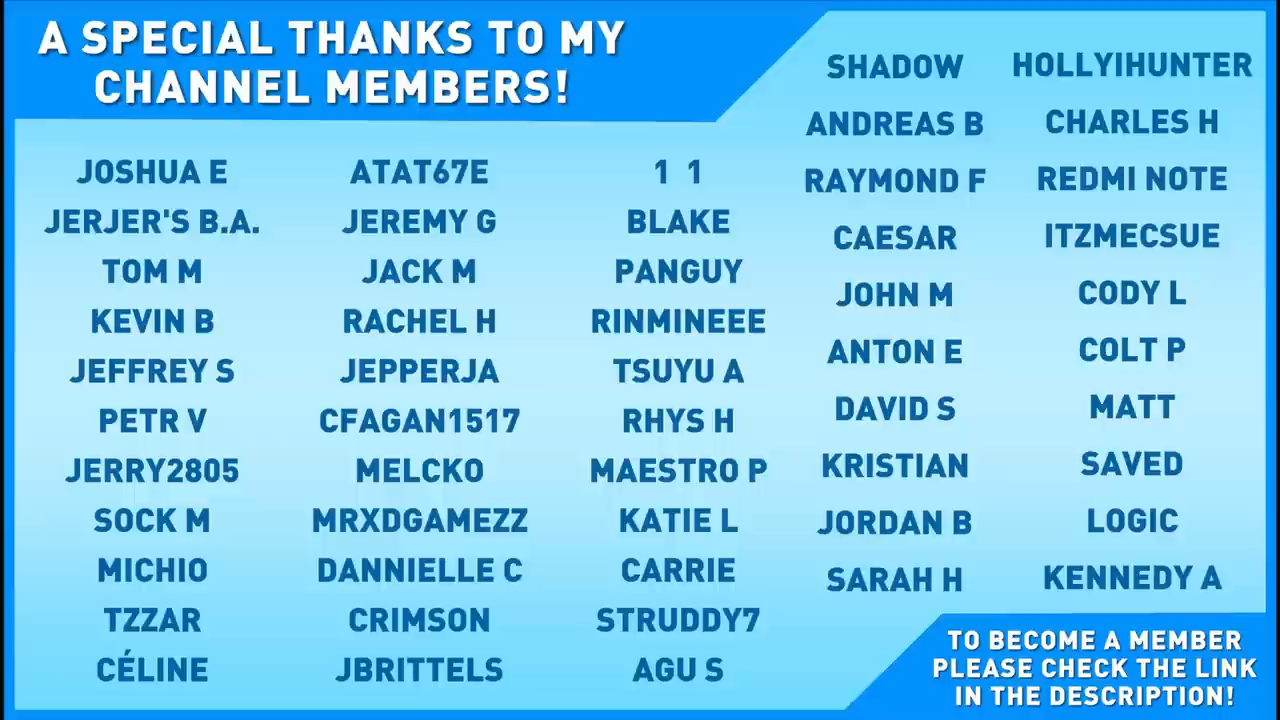 A SPECIAL THANKS TO MY
CHANNEL MEMBERS!
JOSHUA E
JERJER'S B.A.
TOM M
KEVIN B
JEFFREY S
PETR V
JERRY2805
SOCK M
MICHIO
TZZAR
CÉLINE
ATAT67E
JEREMY G
JACK M
RACHEL H
JEPPERJA
CFAGAN1517
MELCKO
MRXDGAMEZZ
DANNIELLE C
CRIMSON
JBRITTELS
1 1
BLAKE
PANGUY
RINMINEEE
TSUYU A
RHYS H
MAESTRO P
KATIE L
CARRIE
STRUDDY7
AGU S
SHADOW
ANDREAS B
RAYMOND F
CAESAR
JOHN M
ANTON E
DAVID S
KRISTIAN
JORDAN B
SARAH H
HOLLYIHUNTER
CHARLES H
REDMI NOTE
ITZMECSUE
CODY L
COLT P
MATT
SAVED
LOGIC
KENNEDY A
TO BECOME A MEMBER
PLEASE CHECK THE LINK
IN THE DESCRIPTION!